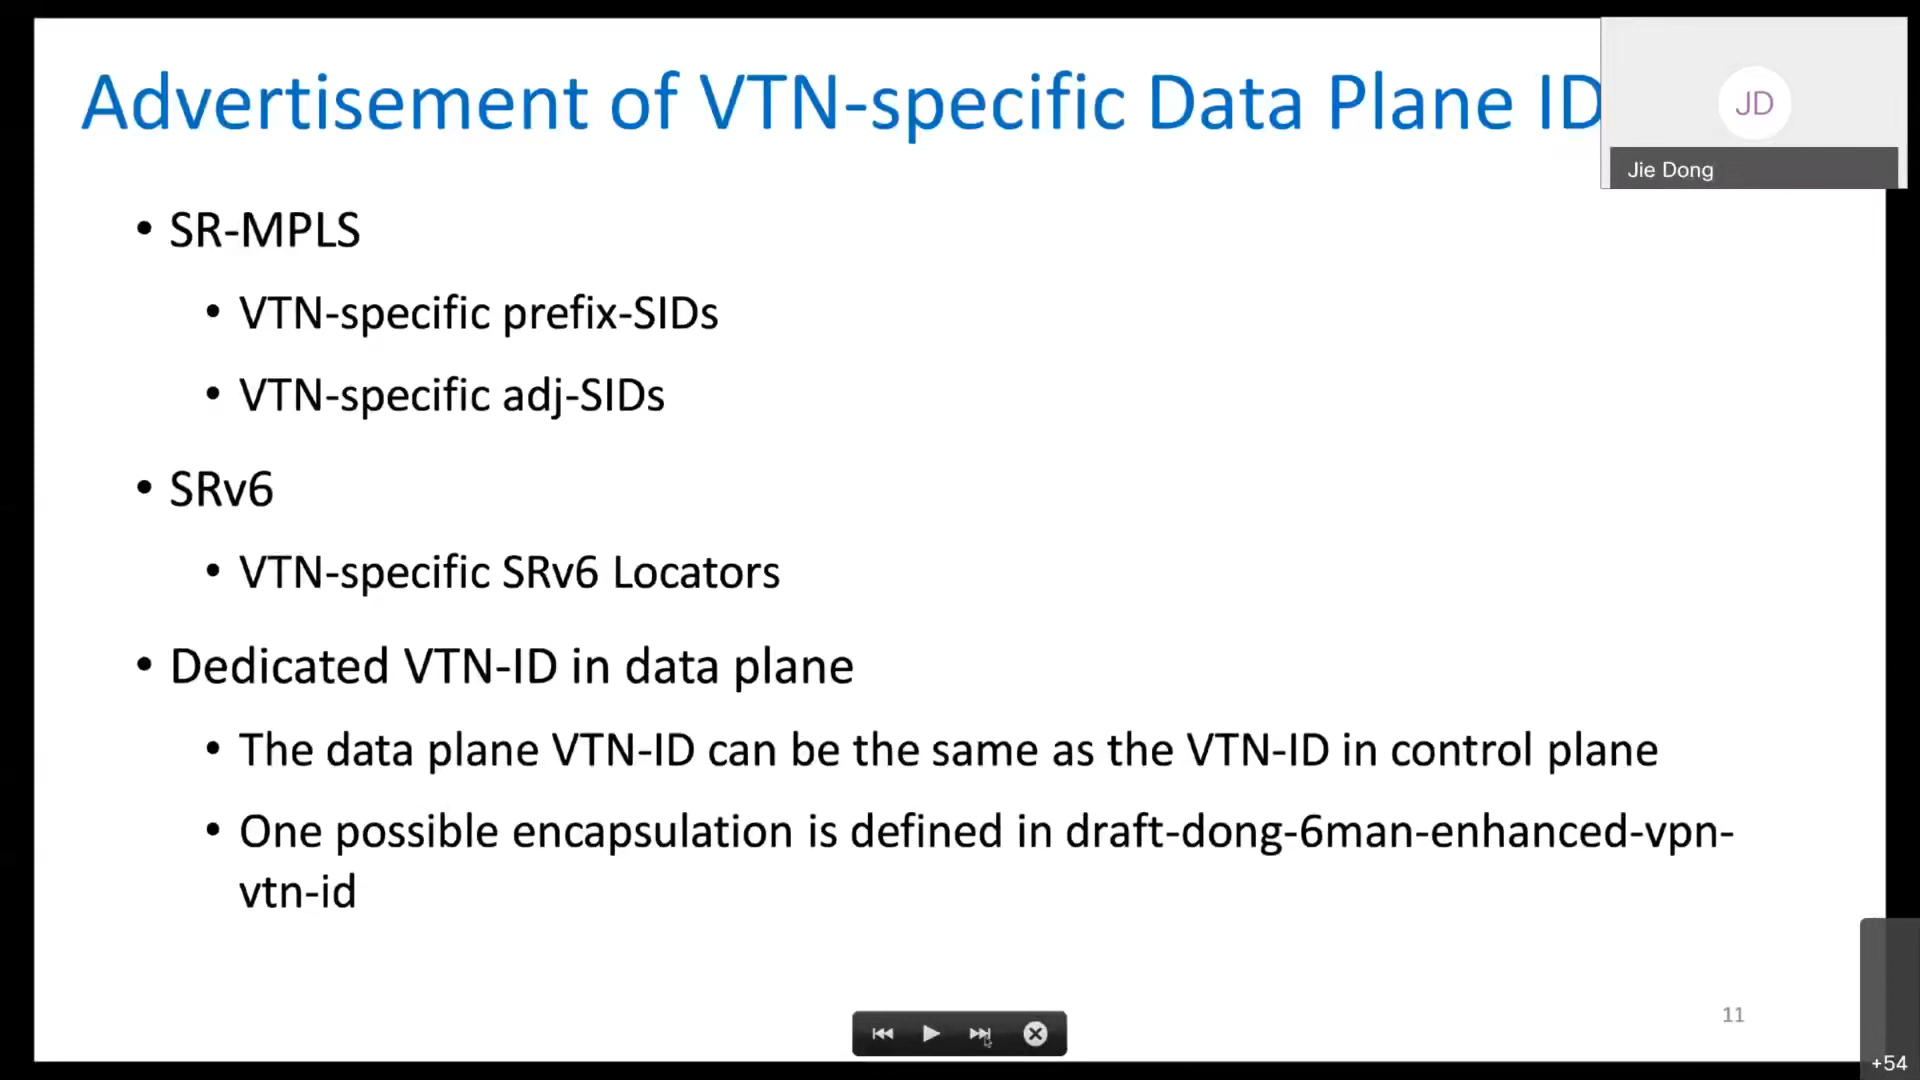 Advertisement of VTN-specific Data Plane ID
JD
Jie Dong
• SR-MPLS
• VTN-specific prefix-SIDs
• VTN-specific adj-SIDs
• SRv6
• VTN-specific SRv6 Locators
• Dedicated VTN-ID in data plane
• The data plane VTN-ID can be the same as the VTN-ID in control plane
• One possible encapsulation is defined in draft-dong-6man-enhanced-vpn-
vtn-id
11
+54